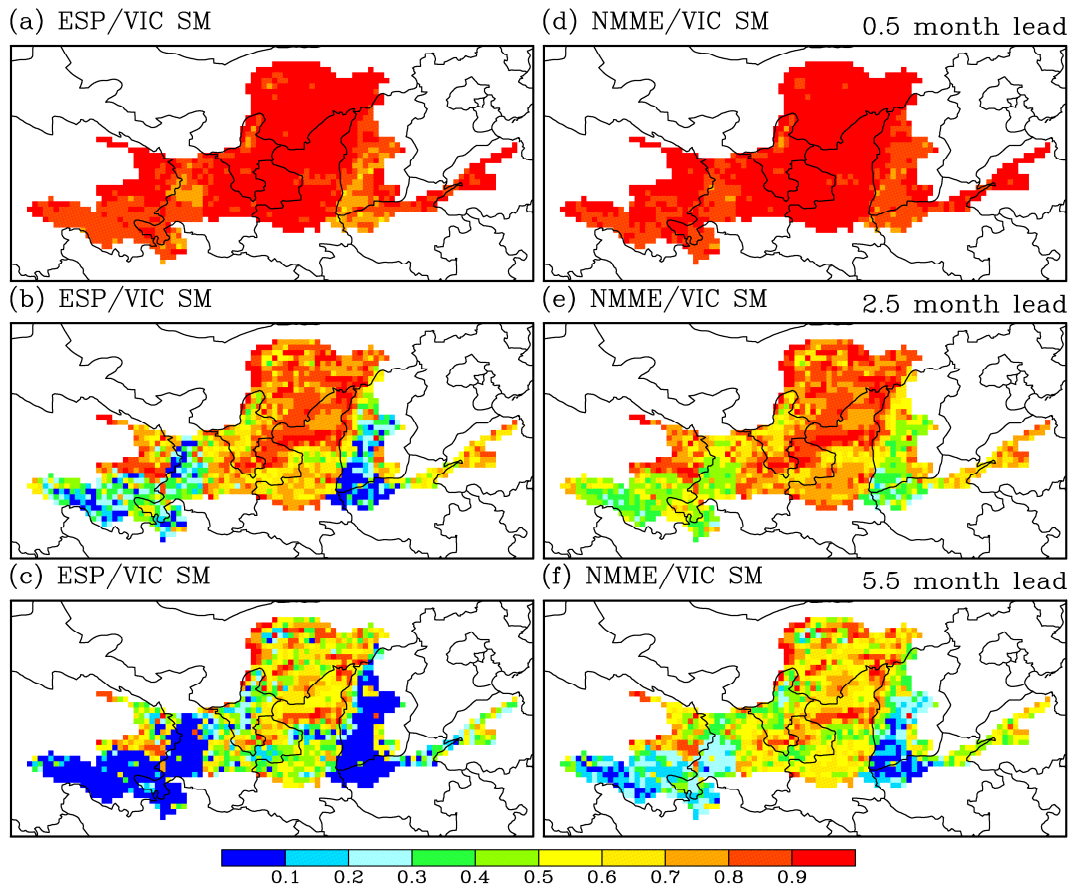 (a) ESP/VIC SM
(d) NMME/VIC SM
0.5 month lead
(b) ESP/VIC SM
(e) NMME/VIC SM
2.5 month lead
(c) ESP/VIC SM
(f) NMME/VIC SM
5.5 month lead
0.1 0.2 0.3 0.4 0.5 0.6 0.7 0.8 0.9